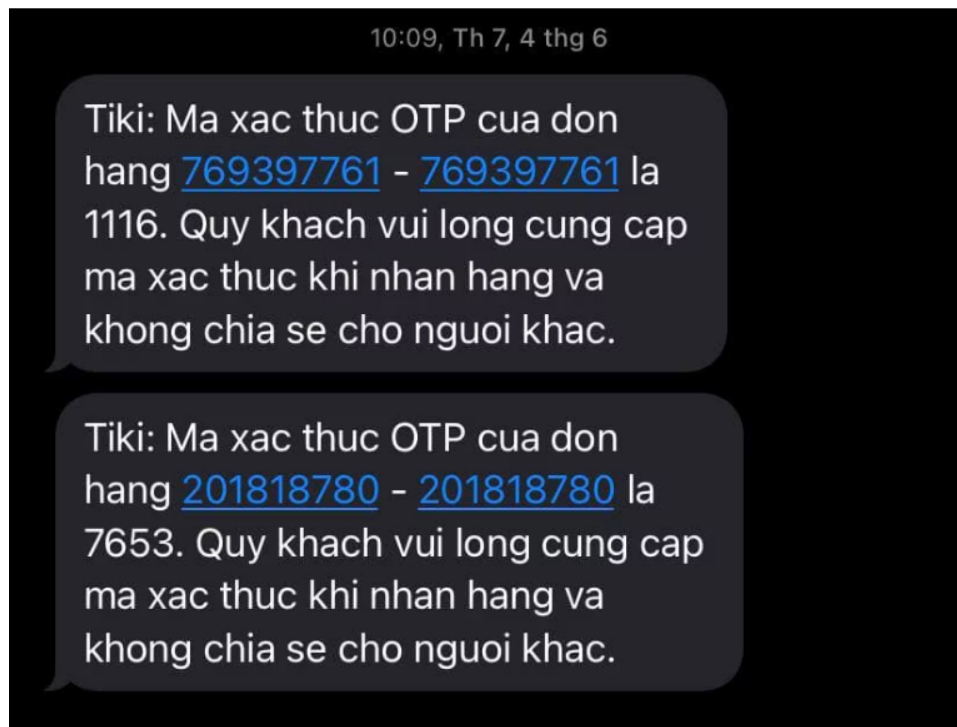 10:09, Th 7, 4 thg 6
Tiki: Ma xac thuc OTP cua don
hang 769397761 - 769397761 la
1116. Quy khach vui long cung cap
ma xac thuc khi nhan hang va
khong chia se cho nguoi khac.
Tiki: Ma xac thuc OTP cua don
hang 201818780 - 201818780 la
7653. Quy khach vui long cung cap
ma xac thuc khi nhan hang va
khong chia se cho nguoi khac.